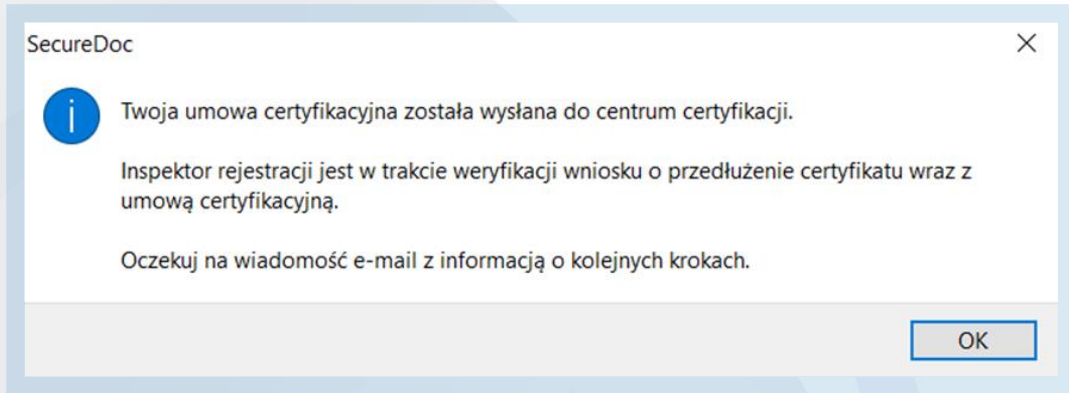 SecureDoc
Twoja umowa certyfikacyjna została wysłana do centrum certyfikacji.
Inspektor rejestracji jest w trakcie weryfikacji wniosku o przedłużenie certyfikatu wraz z
umową certyfikacyjną.
Oczekuj na wiadomość e-mail z informacją o kolejnych krokach.
OK